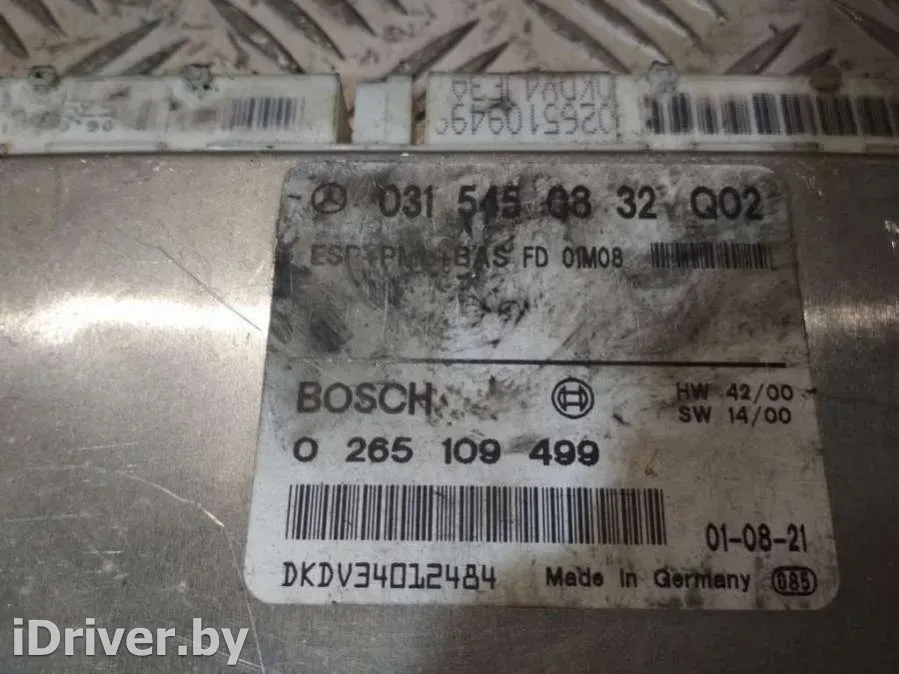 0265109499
031 545 08 32 Q02
FD 01M08
BOSCH
HW 42/00
SW 14/00
0 265 109 499
01-08-21
DKDV34012484 Made in Germany 085
iDriver.by